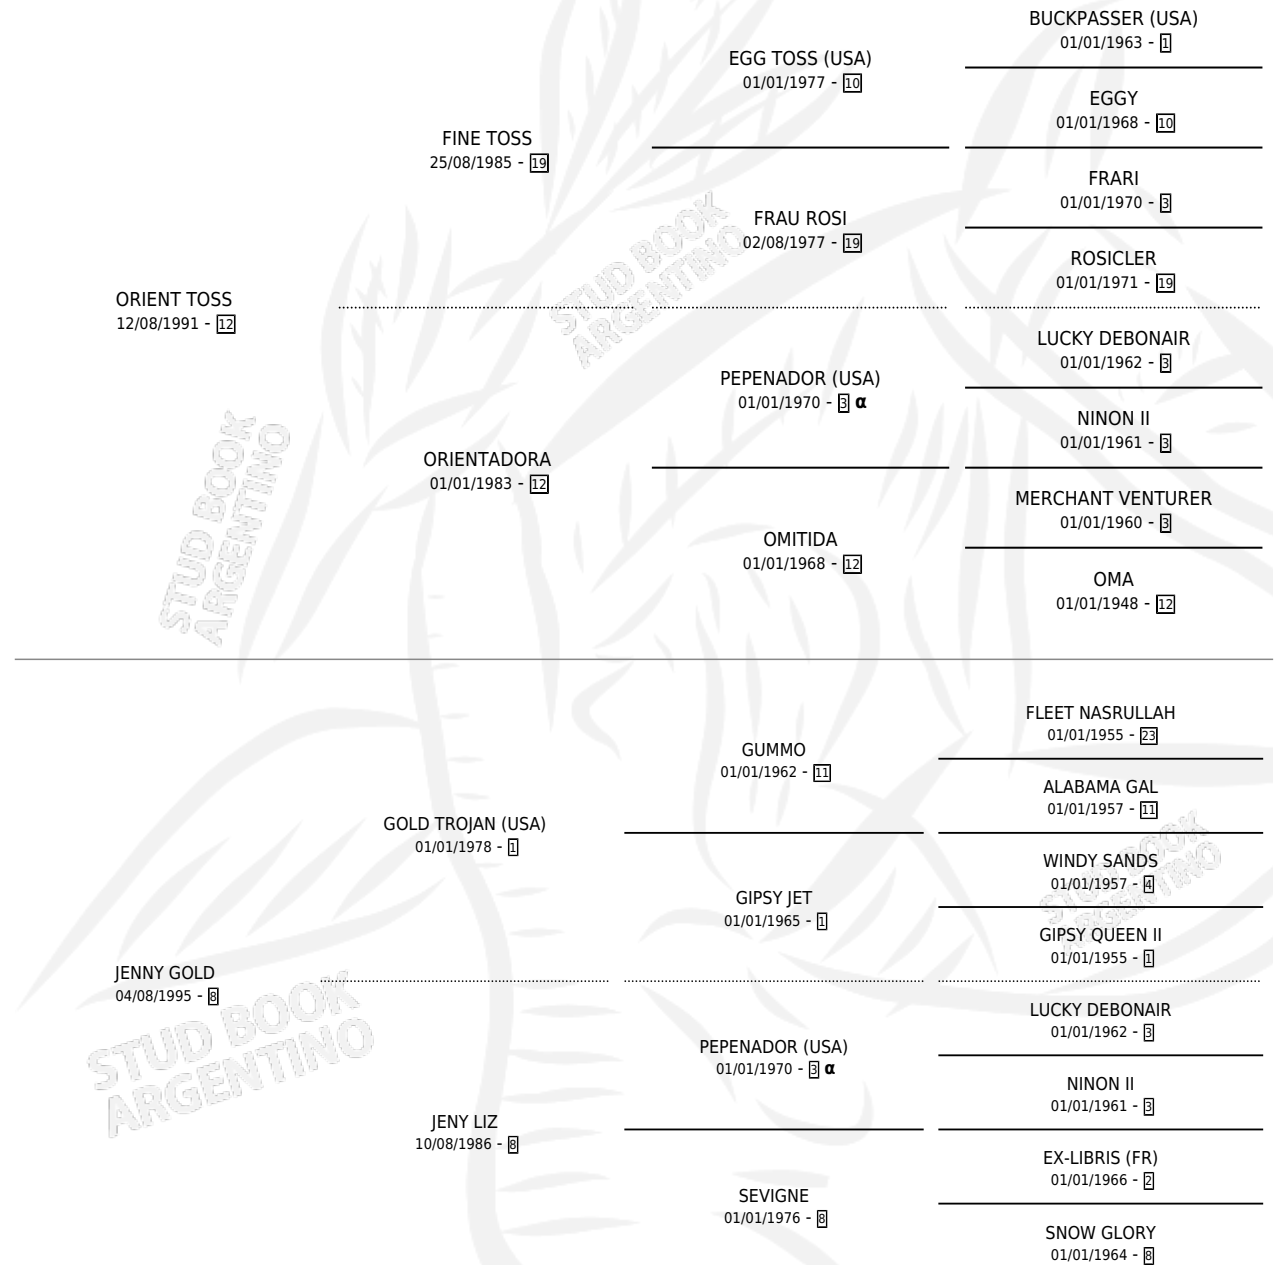 BUCKPASSER (USA)
01/01/1963 - 1
EGG TOSS (USA)
01/01/1977 - 10
EGGY
01/01/1968 - 10
FINE TOSS
25/08/1985 - 19
FRARI
01/01/1970 - 3
FRAU ROSI
02/08/1977 - 19
ROSICLER
01/01/1971 - 19
ORIENT TOSS
12/08/1991 - 12
LUCKY DEBONAIR
01/01/1962 - 3
PEPENADOR (USA)
01/01/1970 - 3 α
NINON II
01/01/1961 - 3
ORIENTADORA
01/01/1983 - 12
MERCHANT VENTURER
01/01/1960 - 3
OMITIDA
01/01/1968 - 12
OMA
01/01/1948 - 12
STUD BOOK
ARGENTINO
STUD BOOK
ARGENTINO
FLEET NASRULLAH
01/01/1955 - 23
GUMMO
01/01/1962 - 11
ALABAMA GAL
01/01/1957 - 11
GOLD TROJAN (USA)
01/01/1978 - 1
WINDY SANDS
01/01/1957 - 4
GIPSY JET
01/01/1965 - 1
GIPSY QUEEN II
01/01/1955 - 1
JENNY GOLD
04/08/1995 - 8
LUCKY DEBONAIR
01/01/1962 - 3
PEPENADOR (USA)
01/01/1970 - 3 α
NINON II
01/01/1961 - 3
JENY LIZ
10/08/1986 - 8
EX-LIBRIS (FR)
01/01/1966 - 2
SEVIGNE
01/01/1976 - 8
SNOW GLORY
01/01/1964 - 8
STUD BOOK
ARGENTINO
STUD BOOK
ARGENTINO